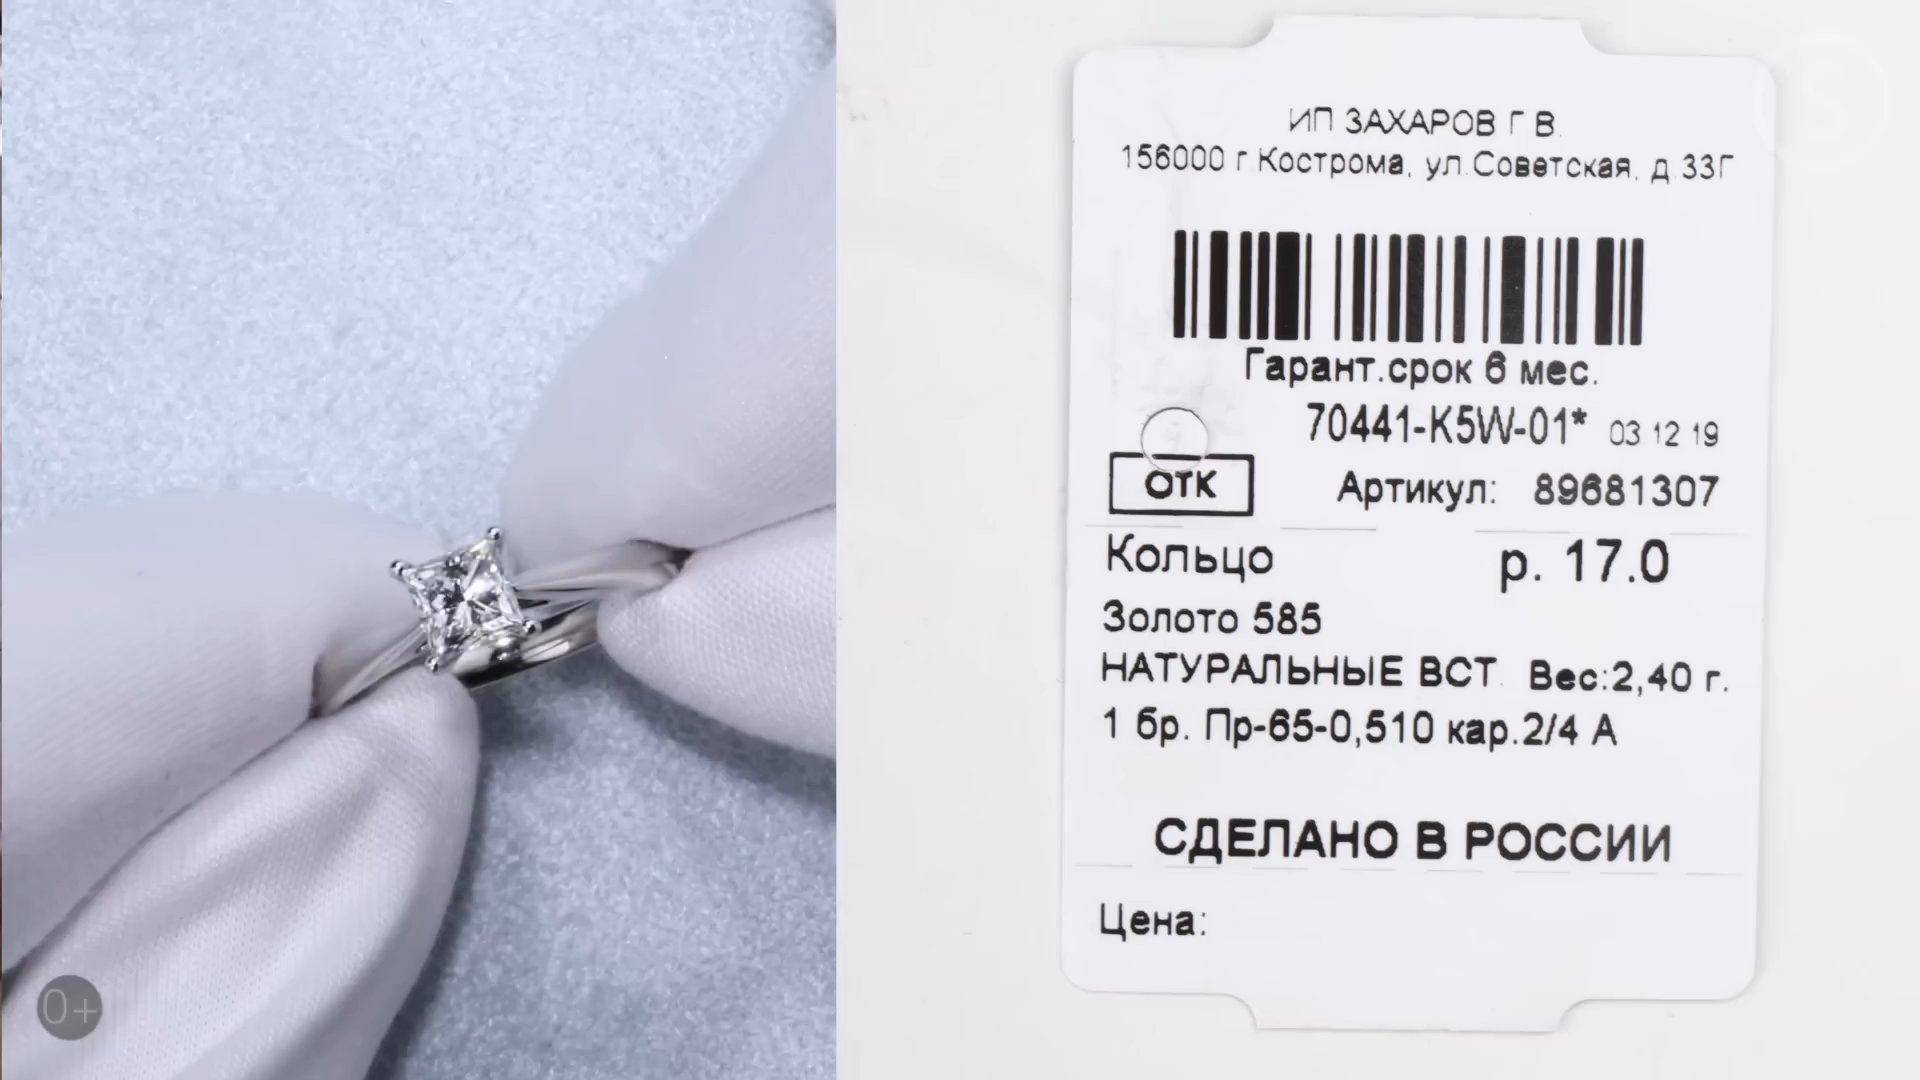 ИП ЗАХАРОВ Г В.
156000 г.Кострома, ул.Советская, д.33Г
Гарант.срок 6 мес.
70441-К5W-01* 03 12 19
ОТК Артикул: 89681307
Кольцо р. 17.0
Золото 585
НАТУРАЛЬНЫЕ ВСТ. Вес:2,40 г.
1 бр. Пр-65-0,510 кар.2/4 А
СДЕЛАНО В РОССИИ
Цена:
0+